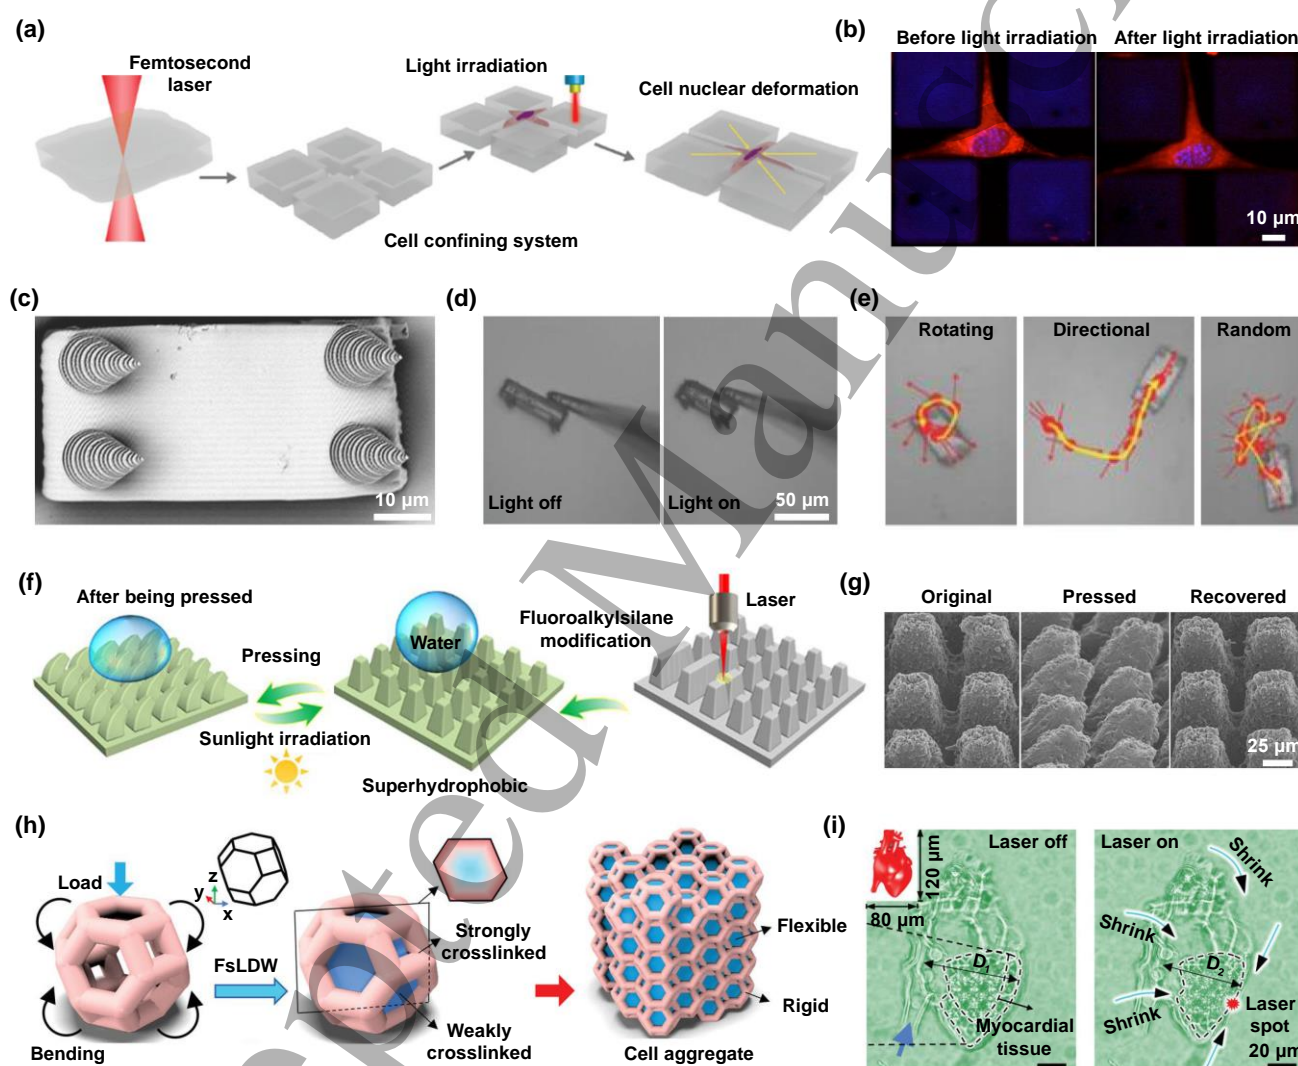 (a)
Femtosecond
laser
Light irradiation
Cell nuclear deformation
Cell confining system
(b)
Before light irradiation
After light irradiation
10 µm
(c)
10 µm
(d)
Light off
Light on
50 µm
(e)
Rotating
Directional
Random
(f)
After being pressed
Pressing
Sunlight irradiation
Water
Superhydrophobic
Fluoroalkylsilane
modification
Laser
(g)
Original
Pressed
Recovered
25 µm
(h)
Load
z
y
x
Bending
FsLDW
Strongly
crosslinked
Weakly
crosslinked
Flexible
Rigid
Cell aggregate
(i)
Laser off
120 µm
80 µm
D1
Myocardial
tissue
Laser on
Shrink
Shrink
Shrink
D2
Laser
spot
20 µm